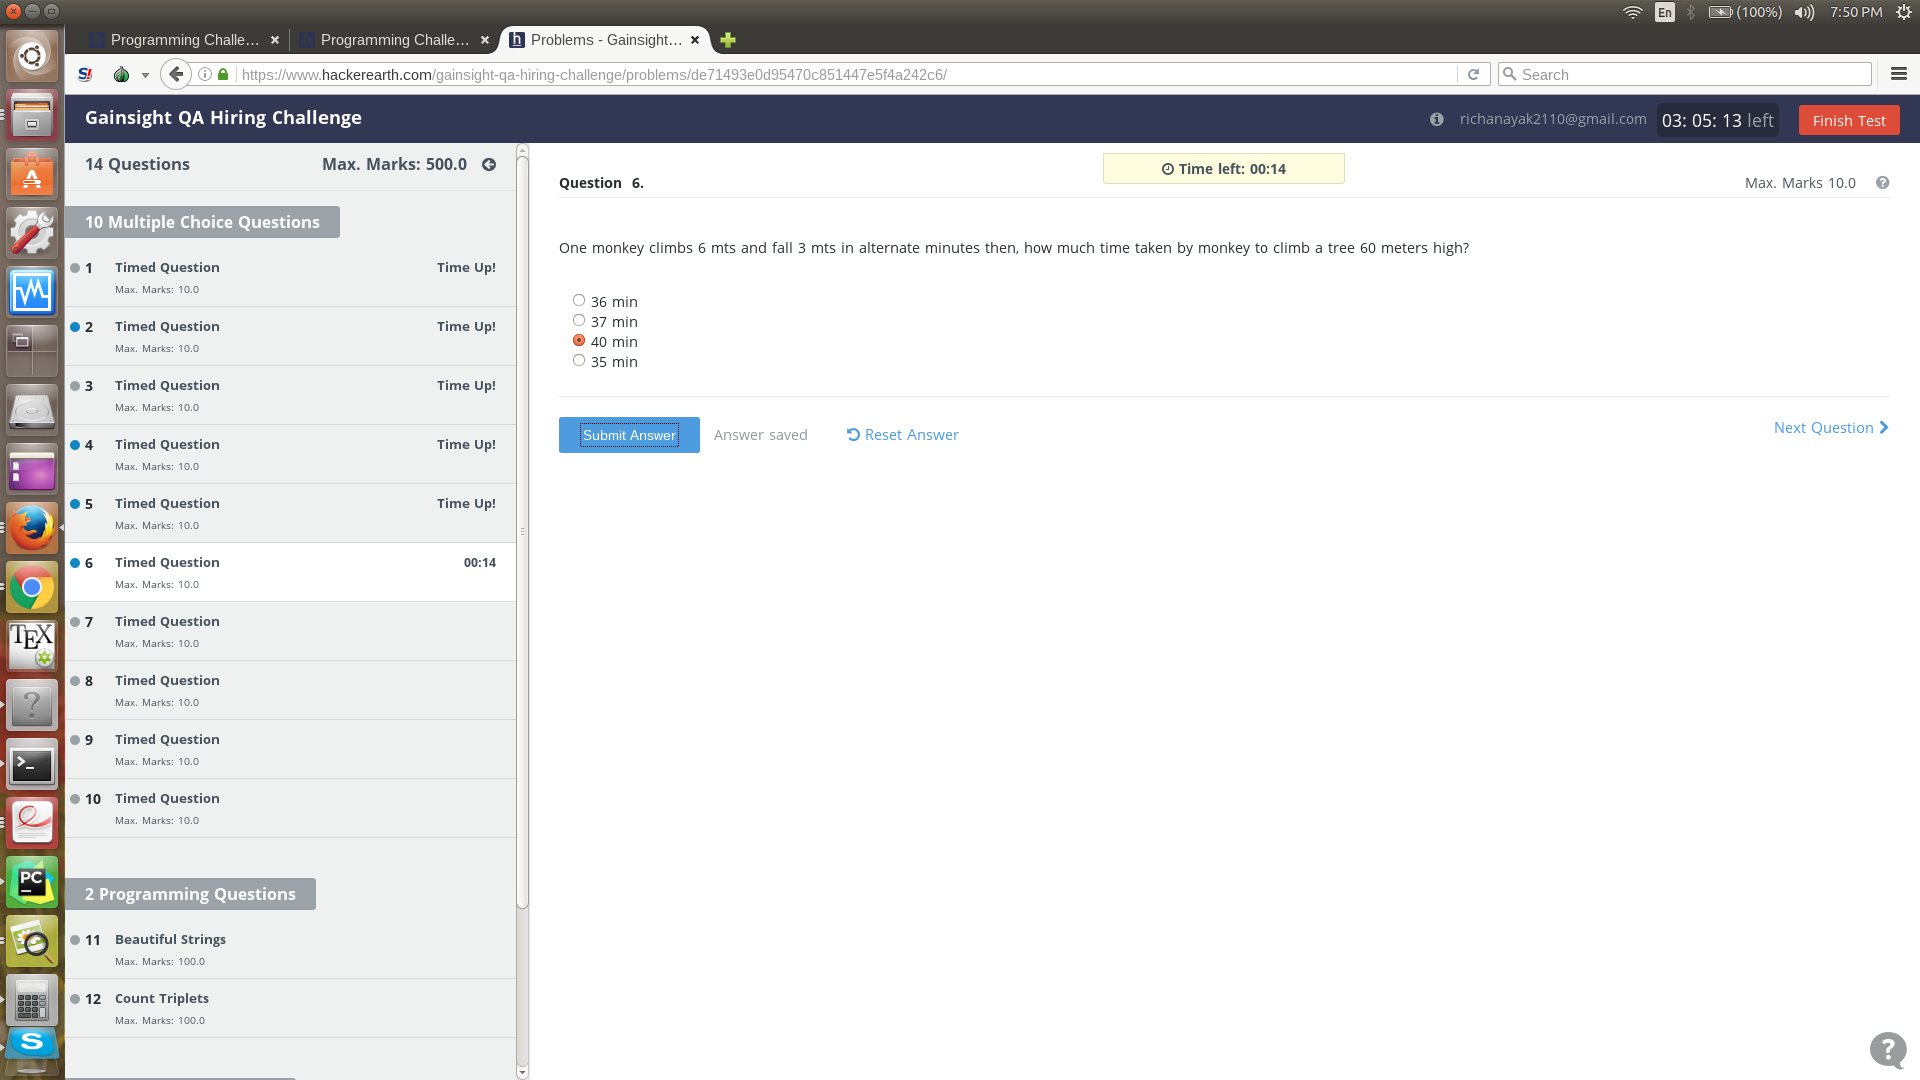 En
(100%)
7:50 PM
Programming Challe...
Programming Challe...
Problems - Gainsight...
https://www.hackerearth.com/gainsight-qa-hiring-challenge/problems/de71493e0d95470c851447e5f4a242c6/
Search
Gainsight QA Hiring Challenge
richanayak2110@gmail.com
03: 05: 13 left
Finish Test
14 Questions
Max. Marks: 500.0
10 Multiple Choice Questions
1 Timed Question Time Up!
Max. Marks: 10.0
2 Timed Question Time Up!
Max. Marks: 10.0
3 Timed Question Time Up!
Max. Marks: 10.0
4 Timed Question Time Up!
Max. Marks: 10.0
5 Timed Question Time Up!
Max. Marks: 10.0
6 Timed Question 00:14
Max. Marks: 10.0
7 Timed Question
Max. Marks: 10.0
8 Timed Question
Max. Marks: 10.0
9 Timed Question
Max. Marks: 10.0
10 Timed Question
Max. Marks: 10.0
2 Programming Questions
11 Beautiful Strings
Max. Marks: 100.0
12 Count Triplets
Max. Marks: 100.0
Time left: 00:14
Question 6.
Max. Marks 10.0
One monkey climbs 6 mts and fall 3 mts in alternate minutes then, how much time taken by monkey to climb a tree 60 meters high?
36 min
37 min
40 min
35 min
Submit Answer
Answer saved
Reset Answer
Next Question
TEX
PC